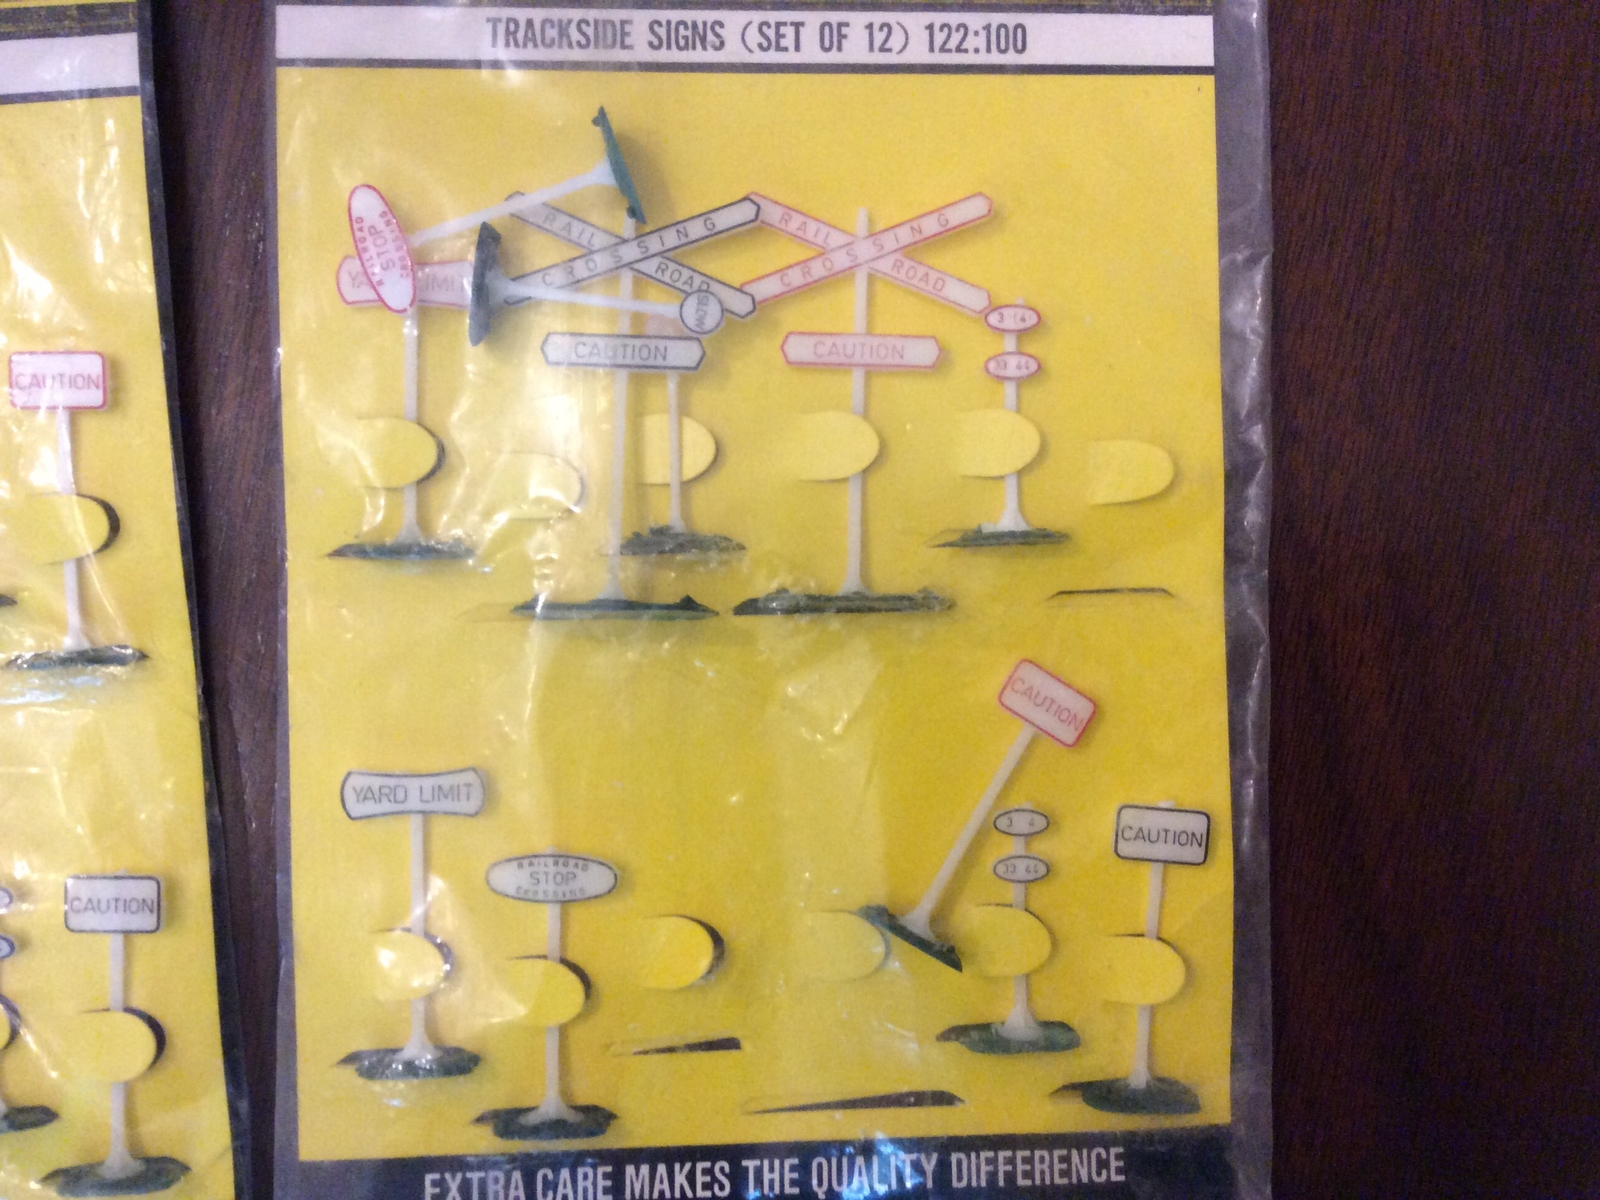 TRACKSIDE SIGNS (SET OF 12) 122:100
RAILROAD
STOP
CROSSING
YARD LIMIT
RAIL ROAD
CROSSING
SLOW
CAUTION
RAIL ROAD
CROSSING
CAUTION
3 4
33 44
CAUTION
CAUTION
YARD LIMIT
RAILROAD
STOP
CROSSING
3 4
33 44
CAUTION
CAUTION
EXTRA CARE MAKES THE QUALITY DIFFERENCE